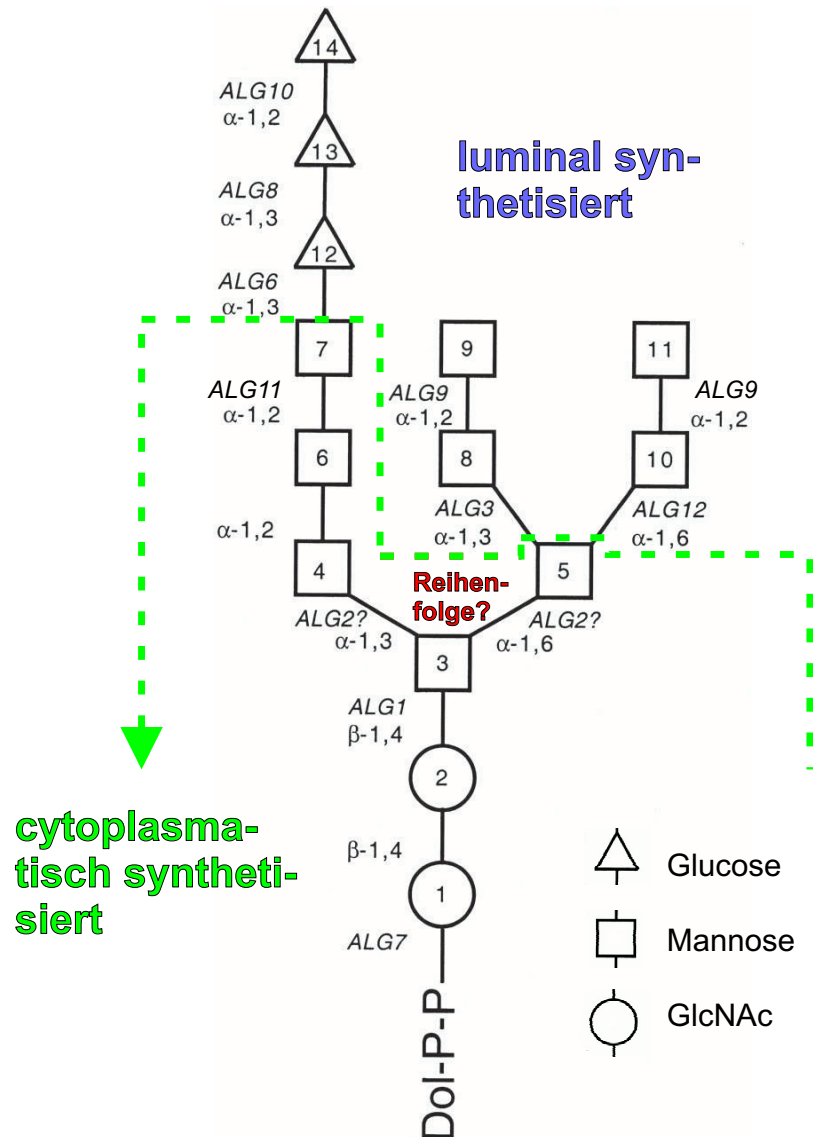 14
ALG10
α-1,2
13
luminal syn-
thetisiert
ALG8
α-1,3
12
ALG6
α-1,3
7
9
11
ALG11
α-1,2
ALG9
α-1,2
ALG9
α-1,2
6
8
10
α-1,2
ALG3
α-1,3
ALG12
α-1,6
4
Reihen-
folge?
5
ALG2?
α-1,3
ALG2?
α-1,6
3
ALG1
β-1,4
2
cytoplasma-
tisch syntheti-
siert
β-1,4
1
ALG7
Dol-P-P
Glucose
Mannose
GlcNAc